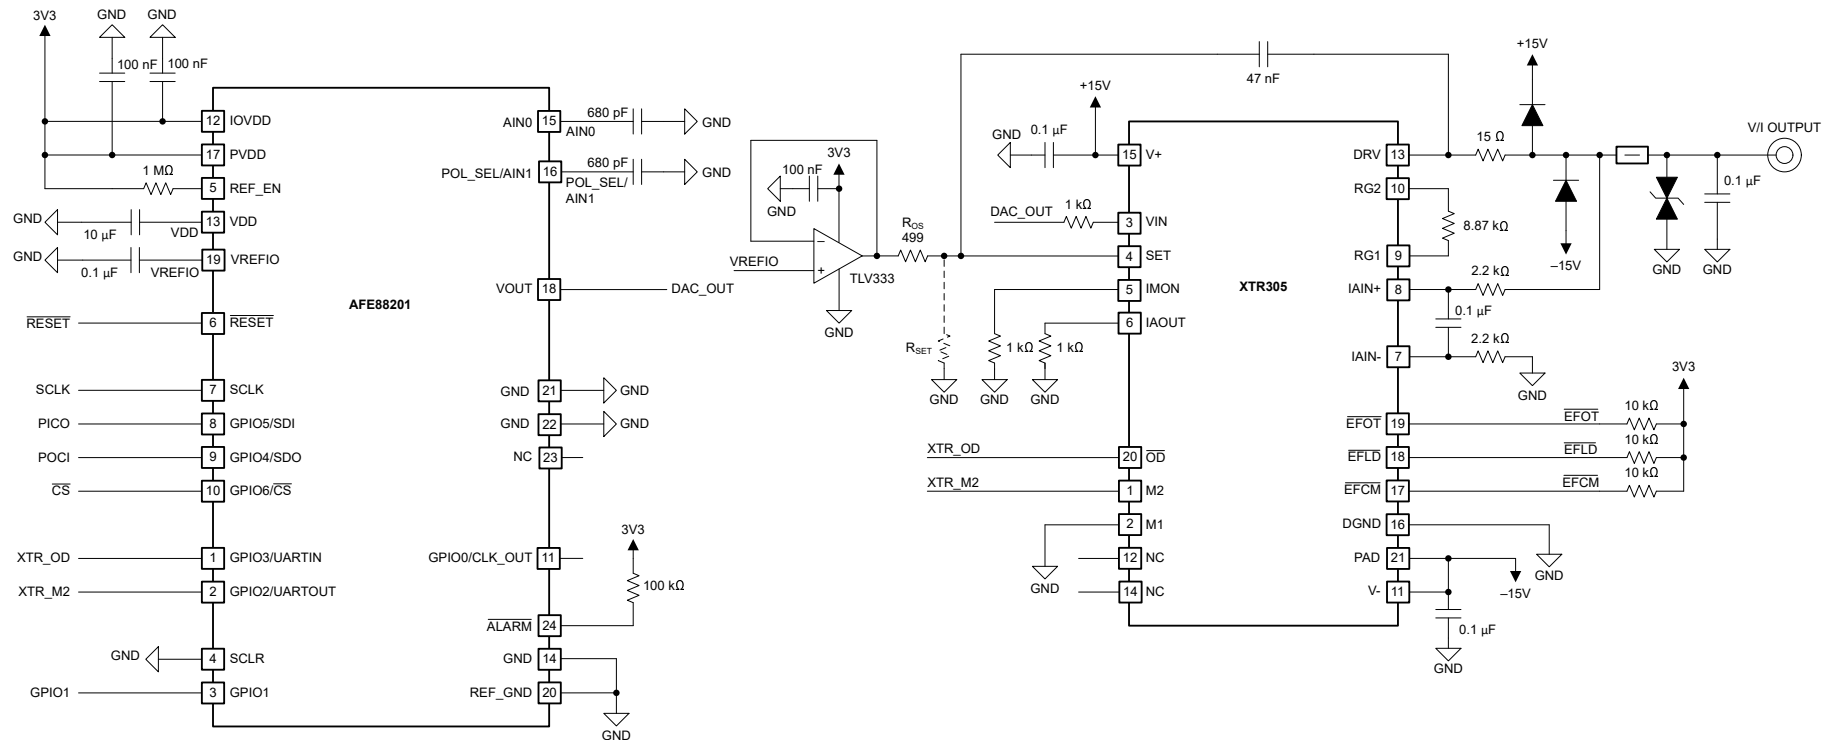 3V3
GND
GND
100 nF
100 nF
12
IOVDD
17
PVDD
1 MΩ
5
REF_EN
GND
10 µF
VDD
13
VDD
GND
0.1 µF
VREFIO
19
VREFIO
RESET
6
RESET
SCLK
7
SCLK
PICO
8
GPIO5/SDI
POCI
9
GPIO4/SDO
CS
10
GPIO6/CS
XTR_OD
1
GPIO3/UARTIN
XTR_M2
2
GPIO2/UARTOUT
GND
4
SCLR
GPIO1
3
GPIO1
AFE88201
AIN0
15
680 pF
AIN0
GND
POL_SEL/AIN1
16
680 pF
POL_SEL/
AIN1
GND
VOUT
18
DAC_OUT
GND
21
GND
GND
22
GND
NC
23
GPIO0/CLK_OUT
11
3V3
100 kΩ
ALARM
24
GND
14
REF_GND
20
GND
VREFIO
100 nF
3V3
GND
−
+
TLV333
GND
ROS
499
RSET
GND
47 nF
+15V
GND
0.1 µF
15
V+
DAC_OUT
1 kΩ
3
VIN
4
SET
5
IMON
6
IAOUT
1 kΩ
1 kΩ
GND
GND
XTR_OD
20
OD
XTR_M2
1
M2
2
M1
GND
12
NC
14
NC
XTR305
DRV
13
15 Ω
+15V
–15V
V/I OUTPUT
0.1 µF
GND
GND
RG2
10
8.87 kΩ
RG1
9
IAIN+
8
2.2 kΩ
0.1 µF
2.2 kΩ
IAIN-
7
GND
3V3
EFOT
19
EFOT
10 kΩ
EFLD
18
EFLD
10 kΩ
EFCM
17
EFCM
10 kΩ
DGND
16
GND
PAD
21
–15V
V-
11
0.1 µF
GND